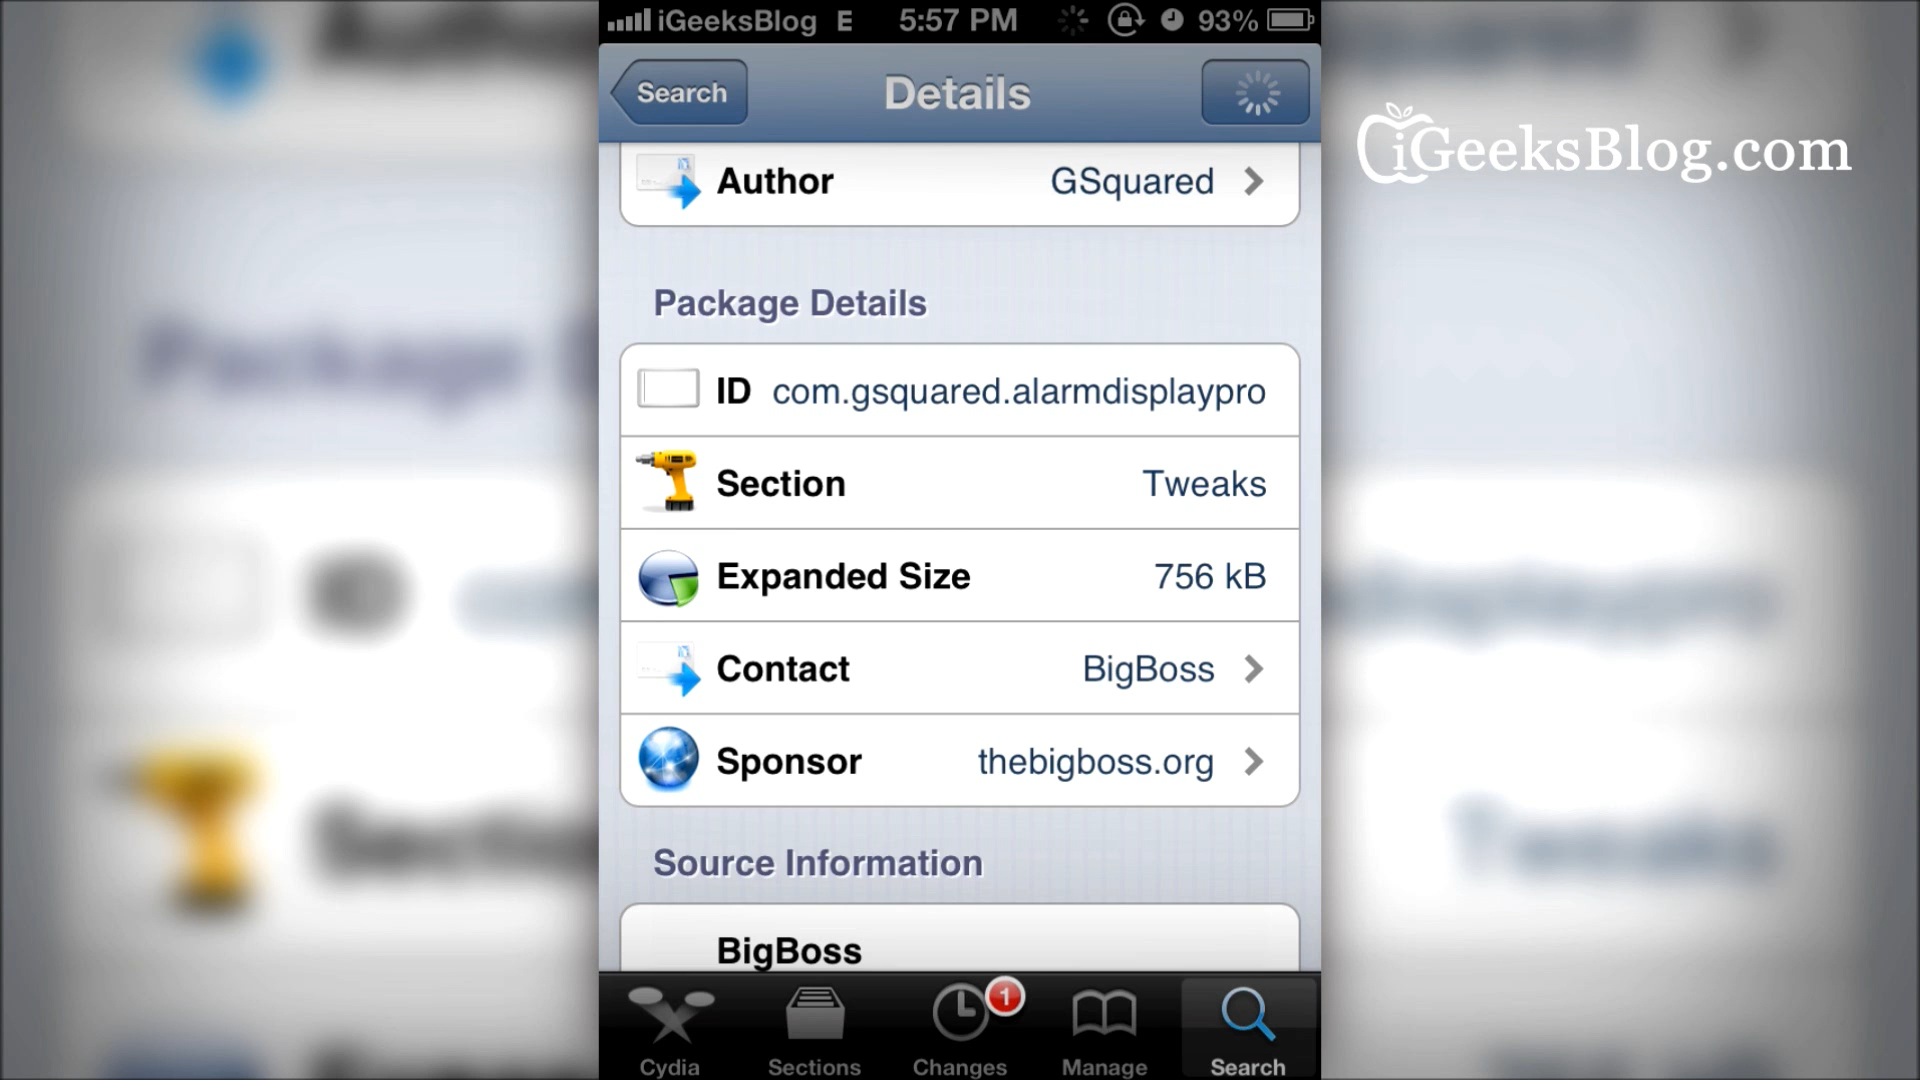 iGeeksBlog E 5:57 PM 93%
Search Details
iGeeksBlog.com
Author GSquared
Package Details
ID com.gsquared.alarmdisplaypro
Section Tweaks
Expanded Size 756 kB
Contact BigBoss
Sponsor thebigboss.org
Source Information
BigBoss
1
Cydia Sections Changes Manage Search